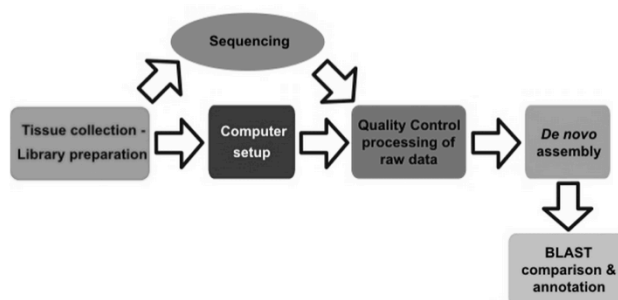 Sequencing
Tissue collection -
Library preparation
Computer
setup
Quality Control
processing of
raw data
De novo
assembly
BLAST
comparison &
annotation